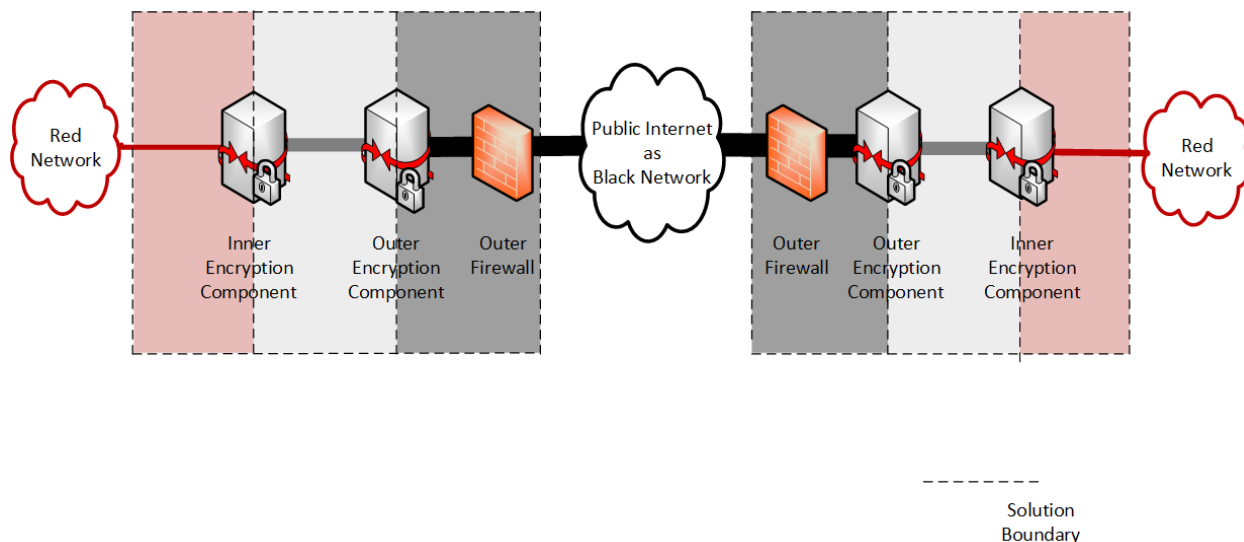 Red
Network
Inner
Encryption
Component
Outer
Encryption
Component
Outer
Firewall
Public Internet
as
Black Network
Outer
Firewall
Outer
Encryption
Component
Inner
Encryption
Component
Red
Network
Solution
Boundary